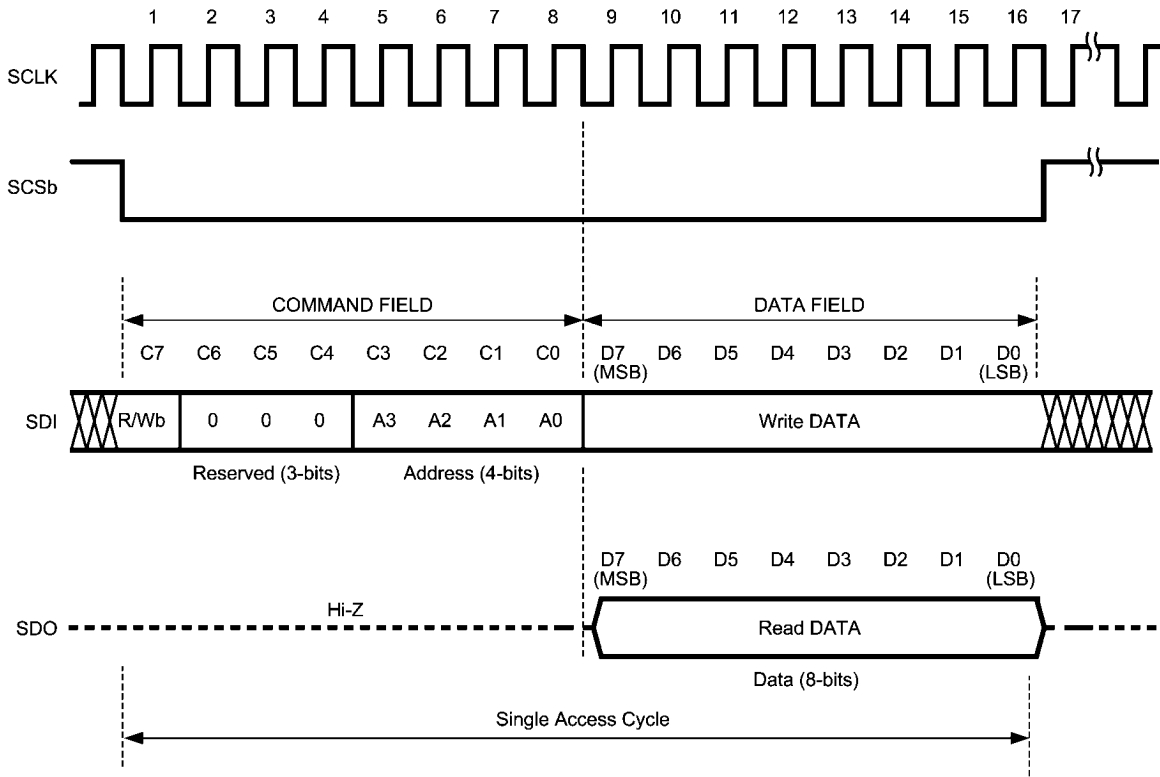 1 2 3 4 5 6 7 8 9 10 11 12 13 14 15 16 17
SCLK
SCSb
COMMAND FIELD DATA FIELD
C7 C6 C5 C4 C3 C2 C1 C0 D7 D6 D5 D4 D3 D2 D1 D0
(MSB) (LSB)
SDI R/Wb 0 0 0 A3 A2 A1 A0 Write DATA
Reserved (3-bits) Address (4-bits)
D7 D6 D5 D4 D3 D2 D1 D0
(MSB) (LSB)
Hi-Z
SDO Read DATA
Data (8-bits)
Single Access Cycle